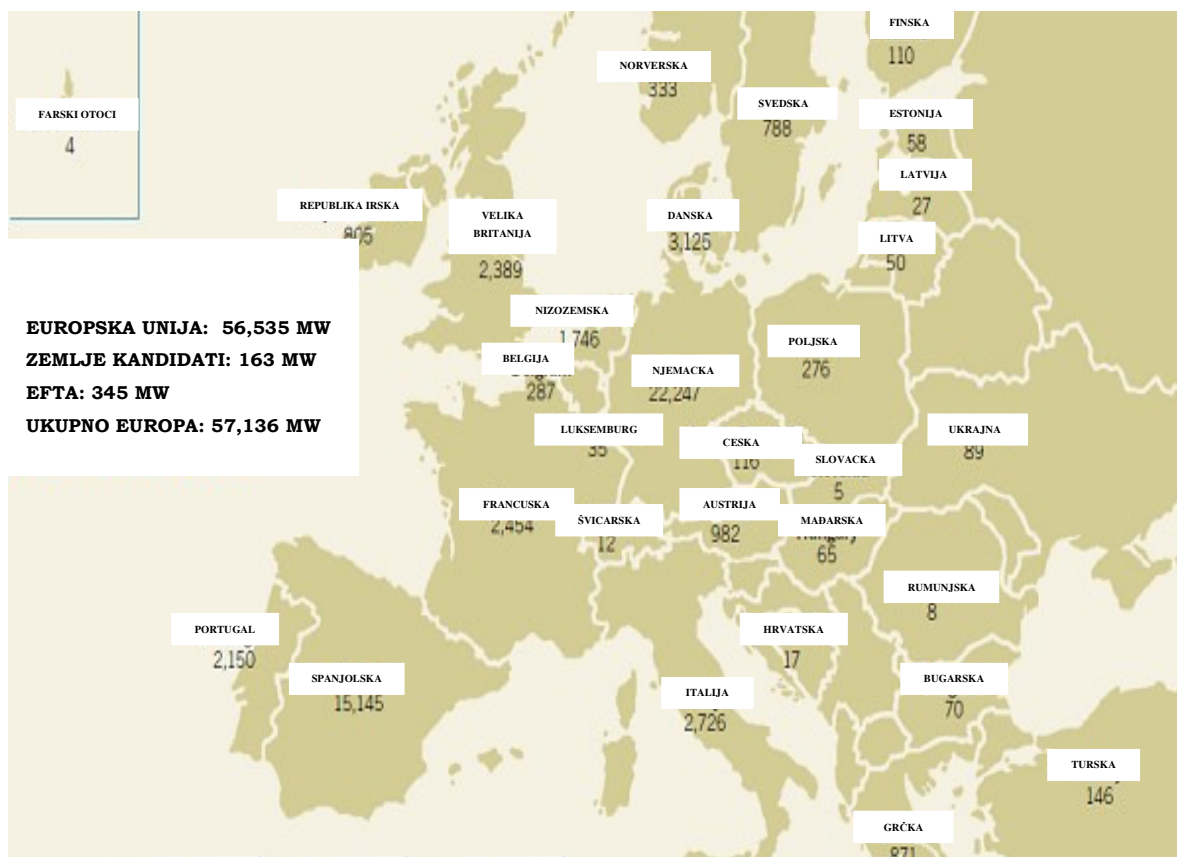 FINSKA
110
NORVERSKA
333
SVEDSKA
788
FARSKI OTOCI
4
ESTONIJA
58
LATVIJA
27
REPUBLIKA IRSKA
805
VELIKA
BRITANIJA
2,389
DANSKA
3,125
LITVA
50
EUROPSKA UNIJA: 56,535 MW
ZEMLJE KANDIDATI: 163 MW
EFTA: 345 MW
UKUPNO EUROPA: 57,136 MW
NIZOZEMSKA
1,746
BELGIJA
287
NJEMACKA
22,247
POLJSKA
276
LUKSEMBURG
35
CESKA
116
SLOVACKA
5
UKRAJNA
89
FRANCUSKA
2,454
ŠVICARSKA
12
AUSTRIJA
982
MAĐARSKA
65
RUMUNJSKA
8
PORTUGAL
2,150
SPANJOLSKA
15,145
HRVATSKA
17
ITALIJA
2,726
BUGARSKA
70
TURSKA
146
GRČKA
871